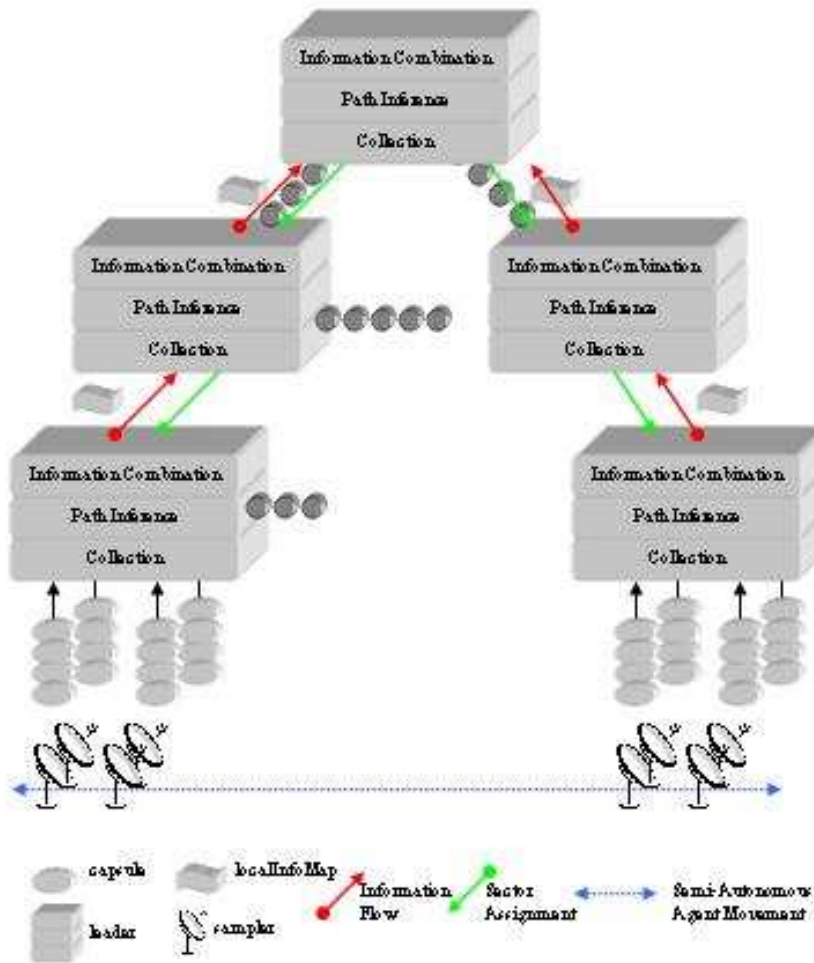 Information Combination
Path Inference
Collection
Information Combination
Path Inference
Collection
Information Combination
Path Inference
Collection
Information Combination
Path Inference
Collection
Information Combination
Path Inference
Collection
capsule
localInfoMap
Information
Flow
Sector
Assignment
Semi-Autonomous
Agent Movement
leader
sampler